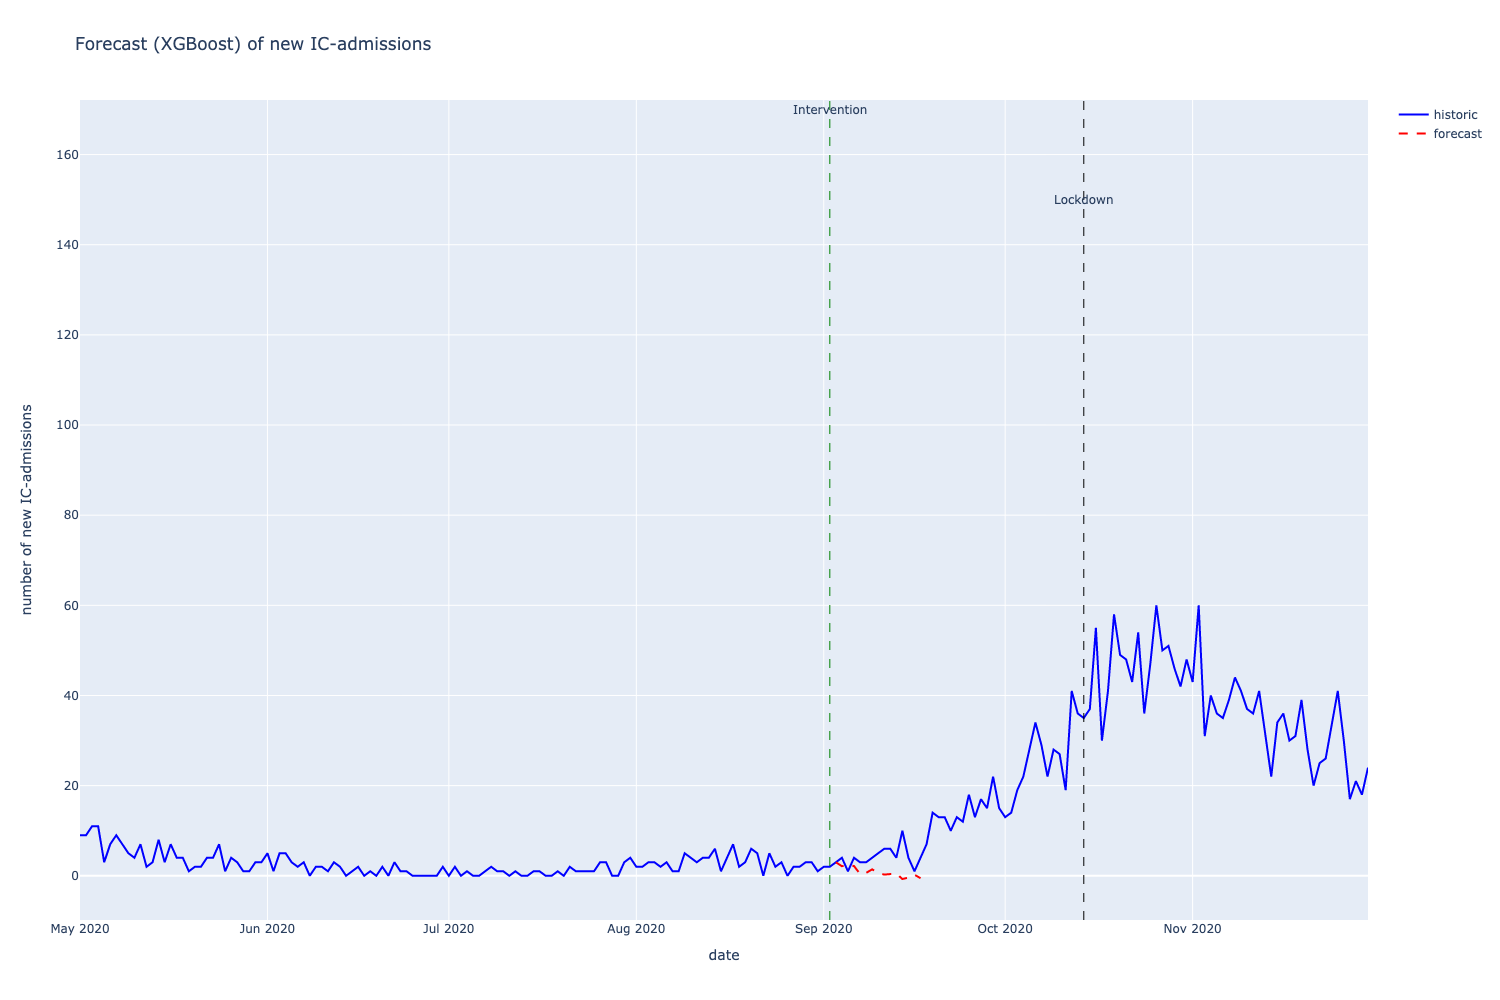 Forecast (XGBoost) of new IC-admissions
Intervention
historic
forecast
Lockdown
160
140
120
100
80
60
40
20
0
number of new IC-admissions
May 2020
Jun 2020
Jul 2020
Aug 2020
Sep 2020
Oct 2020
Nov 2020
date